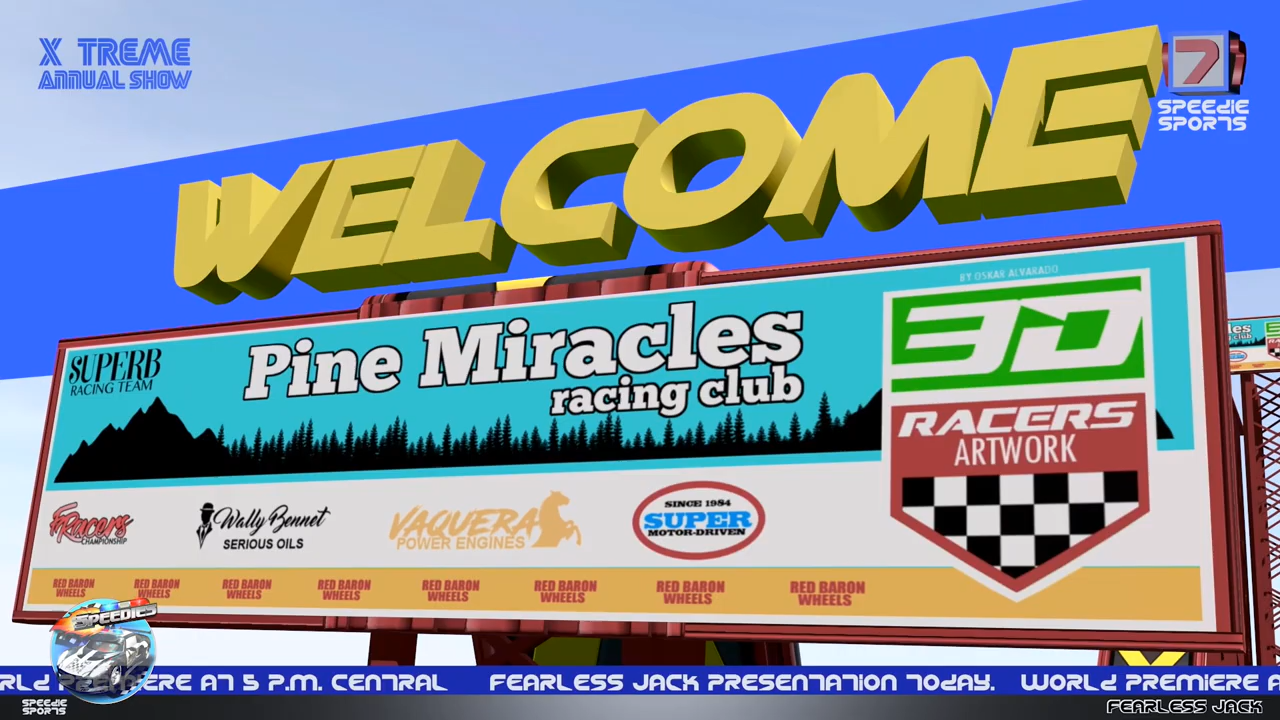 X TREME
ANNUAL SHOW
WELCOME
7
SPEEDIE
SPORTS
BY OSKAR ALVARADO
SUPERB
RACING TEAM
Pine Miracles
racing club
3D
RACERS
ARTWORK
FRacers
CHAMPIONSHIP
Wally Bennet
SERIOUS OILS
VAQUERA
POWER ENGINES
SINCE 1984
SUPER
MOTOR-DRIVEN
RED BARON
WHEELS
RED BARON
WHEELS
RED BARON
WHEELS
RED BARON
WHEELS
RED BARON
WHEELS
RED BARON
WHEELS
RED BARON
WHEELS
RED BARON
WHEELS
SPEEDIES
RLD PREMIERE AT 5 P.M. CENTRAL FEARLESS JACK PRESENTATION TODAY. WORLD PREMIERE A
SPEEDIE
SPORTS
FEARLESS JACK